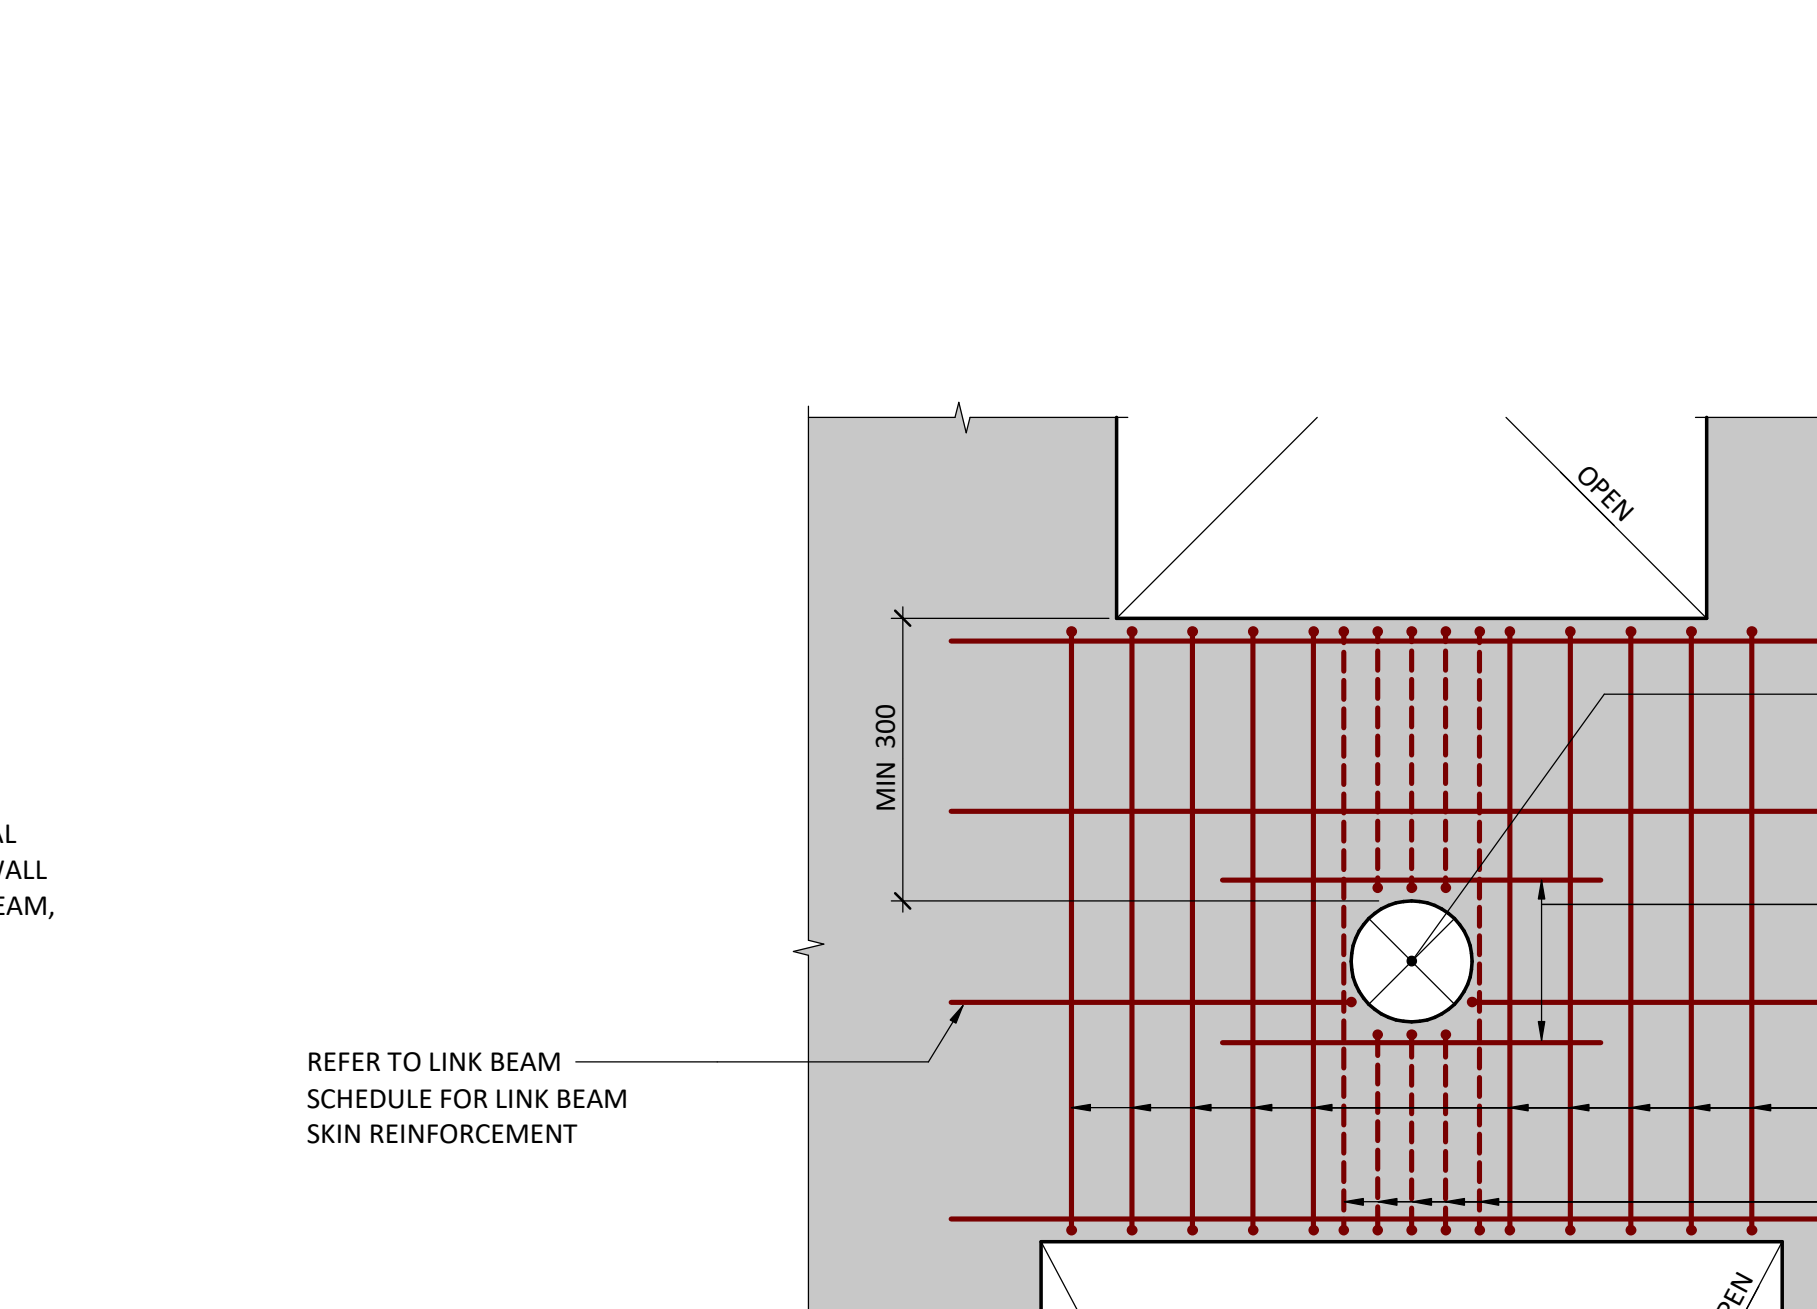 OPEN
MIN 300
REFER TO LINK BEAM
SCHEDULE FOR LINK BEAM
SKIN REINFORCEMENT